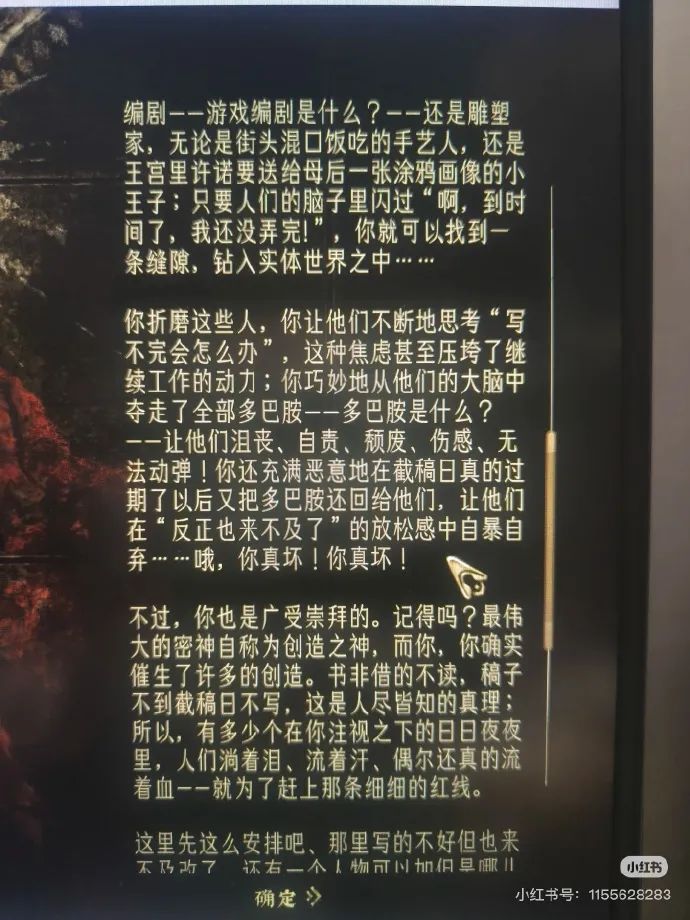 编剧——游戏编剧是什么？——还是雕塑
家，无论是街头混口饭吃的手艺人，还是
王宫里许诺要送给母后一张涂鸦画像的小
王子；只要人们的脑子里闪过“啊，到时
间了，我还没弄完！”，你就可以找到一
条缝隙，钻入实体世界之中……
你折磨这些人，你让他们不断地思考“写
不完会怎么办”，这种焦虑甚至压垮了继
续工作的动力；你巧妙地从他们的大脑中
夺走了全部多巴胺——多巴胺是什么？
——让他们沮丧、自责、颓废、伤感、无
法动弹！你还充满恶意地在截稿日真的过
期了以后又把多巴胺还回给他们，让他们
在“反正也来不及了”的放松感中自暴自
弃……哦，你真坏！你真坏！
不过，你也是广受崇拜的。记得吗？最伟
大的密神自称为创造之神，而你，你确实
催生了许多的创造。书非借的不读，稿子
不到截稿日不写，这是人尽皆知的真理；
所以，有多少个在你注视之下的日日夜夜
里，人们淌着泪、流着汗、偶尔还真的流
着血——就为了赶上那条细细的红线。
这里先这么安排吧、那里写的不好但也来
不及改了、还有一个人物可以加但是哪儿
确定
小红书
小红书号：1155628283